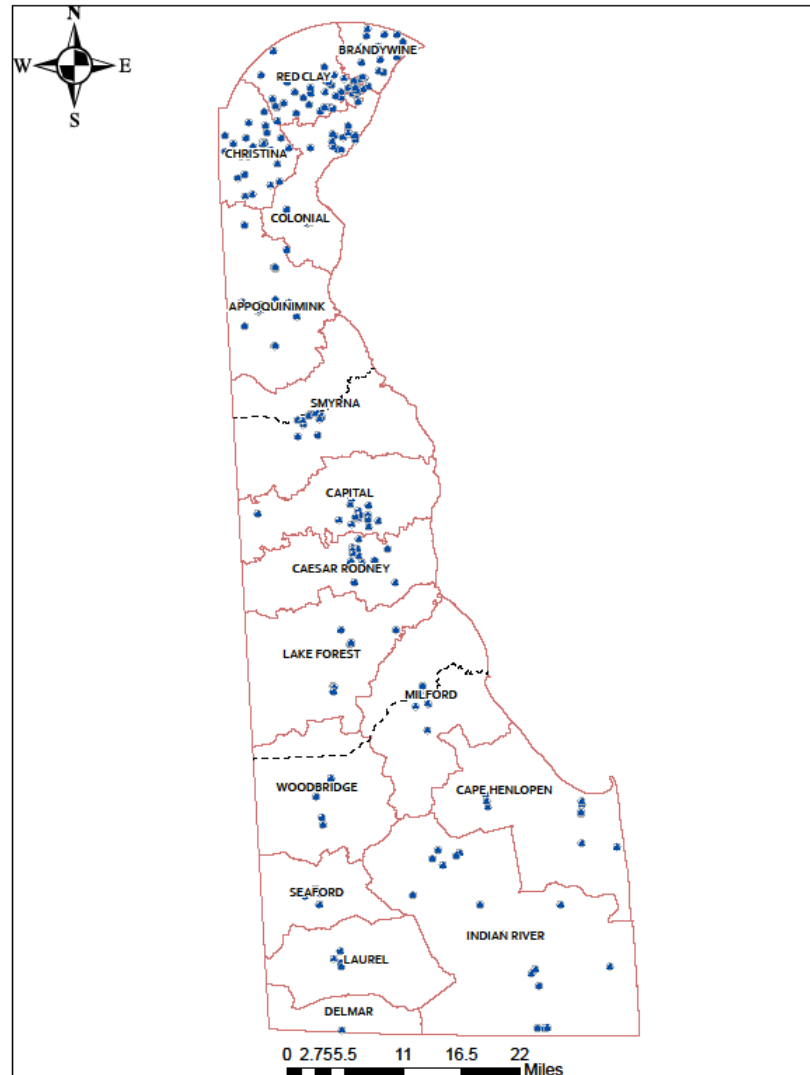 N
W E
S
BRANDYWINE
RED CLAY
CHRISTINA
COLONIAL
APPOQUINIMINK
SMYRNA
CAPITAL
CAESAR RODNEY
LAKE FOREST
MILFORD
WOODBRIDGE
CAPE HENLOPEN
SEAFORD
INDIAN RIVER
LAUREL
DELMAR
0 2.75 5.5 11 16.5 22
Miles